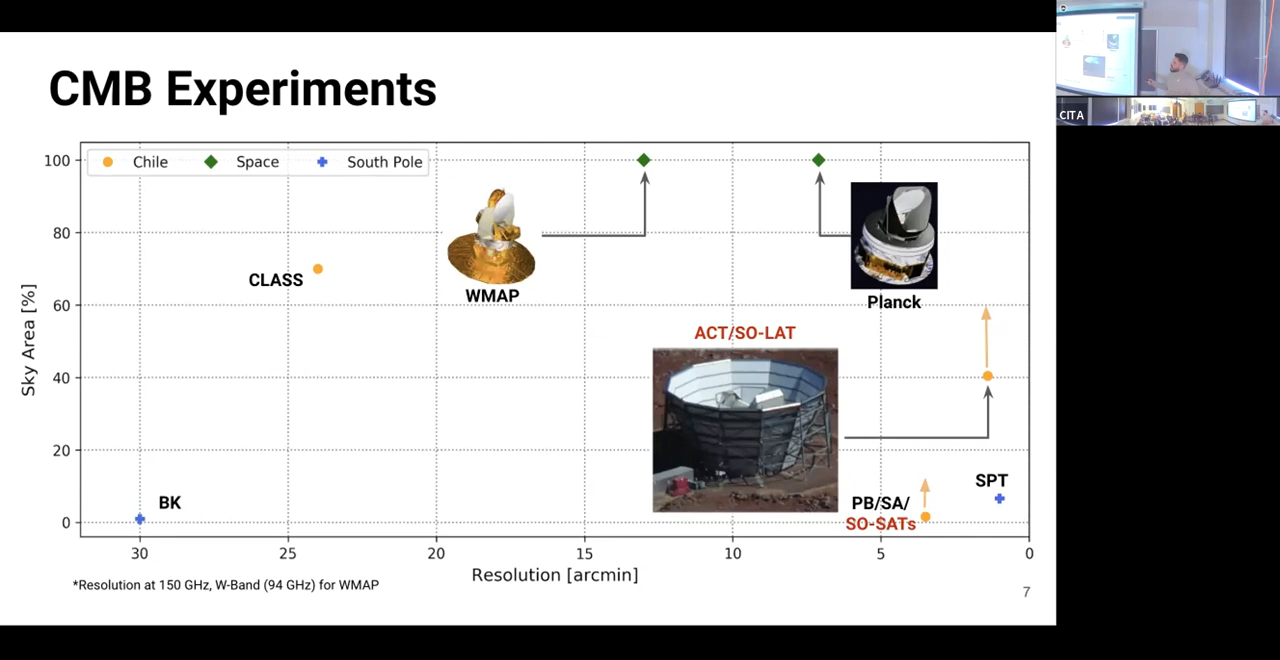 CMB Experiments
CITA
Chile Space South Pole
100
80
60
40
20
0
Sky Area [%]
CLASS
WMAP
Planck
ACT/SO-LAT
BK
SPT
PB/SA/
SO-SATs
30 25 20 15 10 5 0
Resolution [arcmin]
*Resolution at 150 GHz, W-Band (94 GHz) for WMAP
7